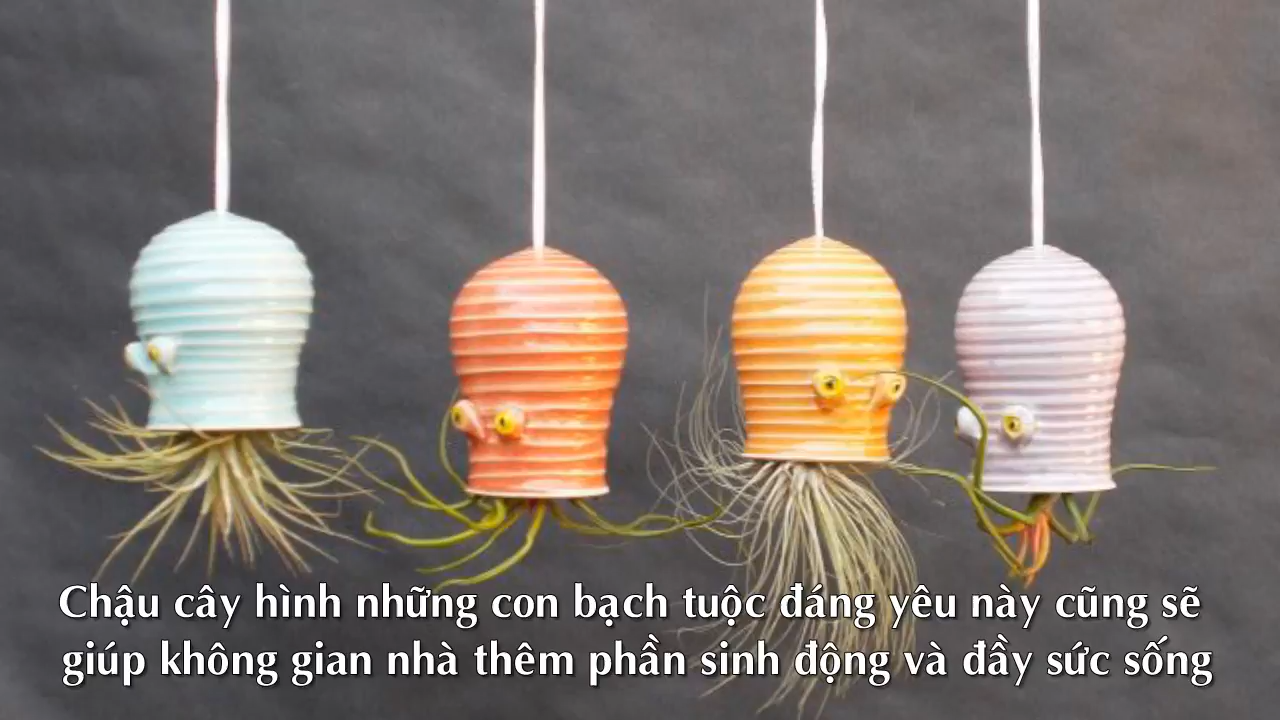 Chậu cây hình những con bạch tuộc đáng yêu này cũng sẽ
giúp không gian nhà thêm phần sinh động và đầy sức sống